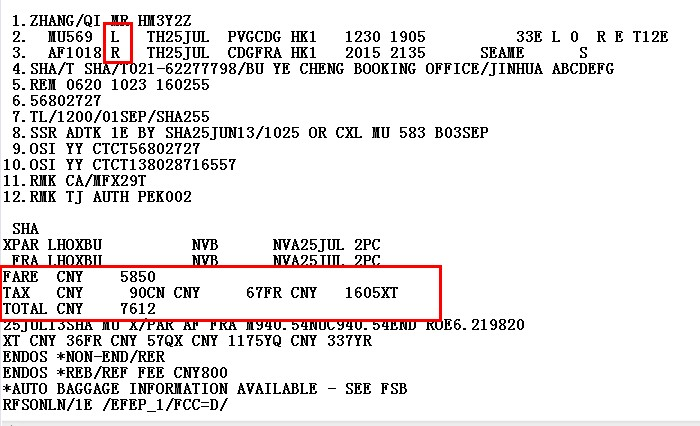 1.ZHANG/QI MR HM3Y2Z
2. MU569 L TH25JUL PVGCDG HK1 1230 1905 33E L 0 R E T12E
3. AF1018 R TH25JUL CDGFRA HK1 2015 2135 SEAME S
4.SHA/T SHA/T021-62277798/BU YE CHENG BOOKING OFFICE/JINHUA ABCDEFG
5.REM 0620 1023 160255
6.56802727
7.TL/1200/01SEP/SHA255
8.SSR ADTK 1E BY SHA25JUN13/1025 OR CXL MU 583 B03SEP
9.OSI YY CTCT56802727
10.OSI YY CTCT138028716557
11.RMK CA/MFX29T
12.RMK TJ AUTH PEK002
SHA
XPAR LHOXBU NVB NVA25JUL 2PC
FRA LHOXBU NVB NVA25JUL 2PC
FARE CNY 5850
TAX CNY 90CN CNY 67FR CNY 1605XT
TOTAL CNY 7612
25JUL13SHA MU X/PAR AF FRA M940.54NUC940.54END ROE6.219820
XT CNY 36FR CNY 57QX CNY 1175YQ CNY 337YR
ENDOS *NON-END/RER
ENDOS *REB/REF FEE CNY800
*AUTO BAGGAGE INFORMATION AVAILABLE - SEE FSB
RFSONLN/1E /EFEP_1/FCC=D/